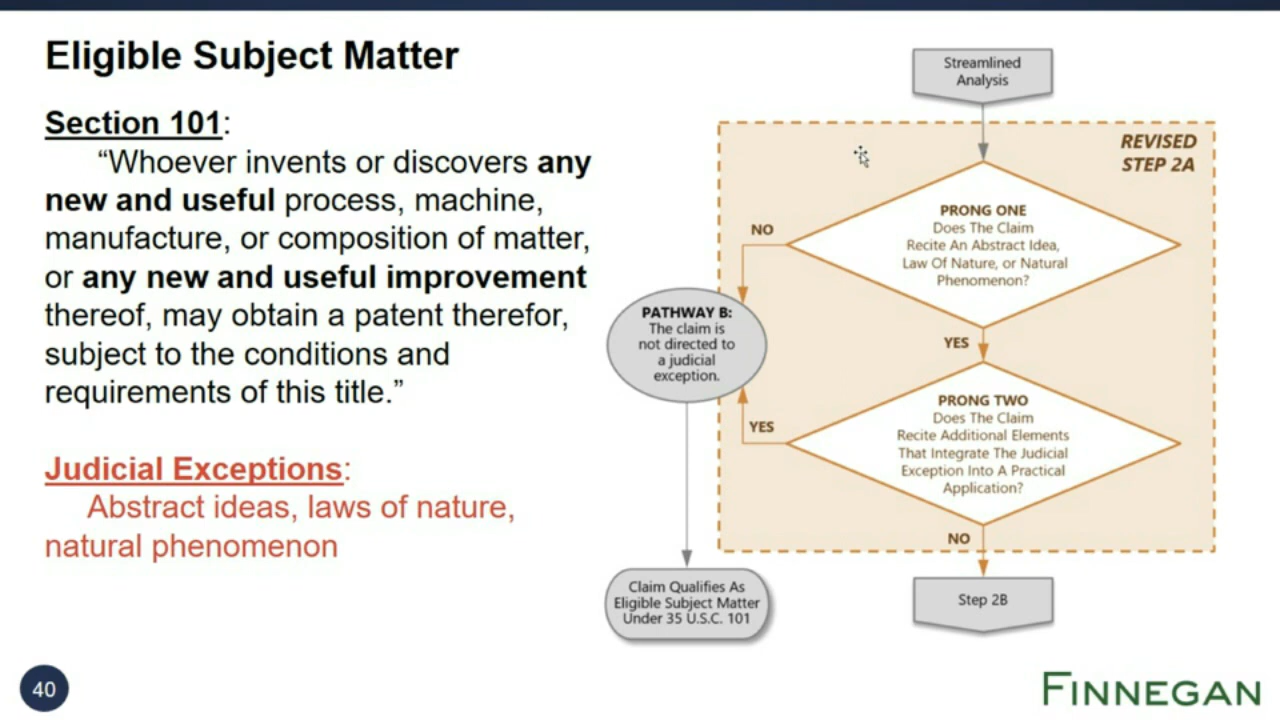 Eligible Subject Matter
Section 101:
“Whoever invents or discovers any
new and useful process, machine,
manufacture, or composition of matter,
or any new and useful improvement
thereof, may obtain a patent therefor,
subject to the conditions and
requirements of this title.”
Judicial Exceptions:
Abstract ideas, laws of nature,
natural phenomenon
Streamlined
Analysis
REVISED
STEP 2A
PRONG ONE
Does The Claim
Recite An Abstract Idea,
Law Of Nature, or Natural
Phenomenon?
NO
YES
PATHWAY B:
The claim is
not directed to
a judicial
exception.
PRONG TWO
Does The Claim
Recite Additional Elements
That Integrate The Judicial
Exception Into A Practical
Application?
YES
NO
Claim Qualifies As
Eligible Subject Matter
Under 35 U.S.C. 101
Step 2B
40
FINNEGAN